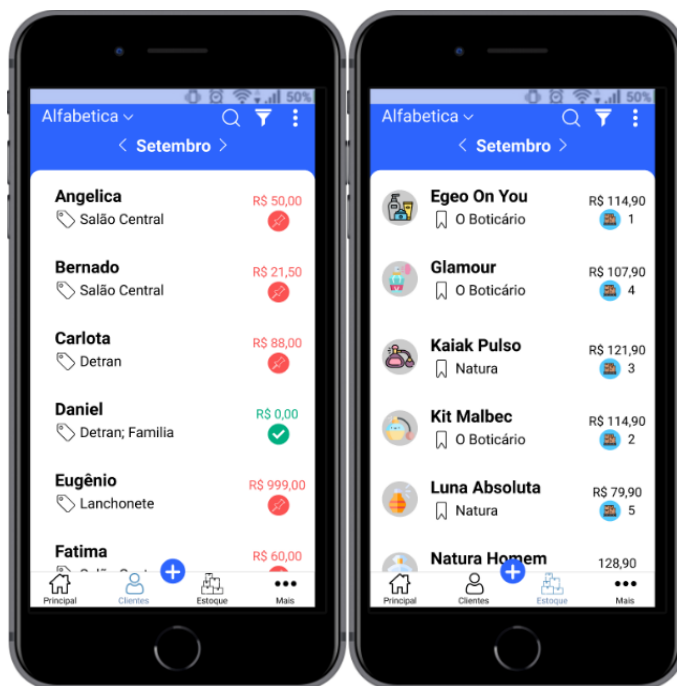 50%
Alfabetica
Setembro
Angelica
R$ 50,00
Salão Central
Bernado
R$ 21,50
Salão Central
Carlota
R$ 88,00
Detran
Daniel
R$ 0,00
Detran; Familia
Eugênio
R$ 999,00
Lanchonete
Fatima
R$ 60,00
Principal
Clientes
Estoque
Mais
50%
Alfabetica
Setembro
Egeo On You
R$ 114,90
O Boticário
1
Glamour
R$ 107,90
O Boticário
4
Kaiak Pulso
R$ 121,90
Natura
3
Kit Malbec
R$ 114,90
O Boticário
2
Luna Absoluta
R$ 79,90
Natura
5
Natura Homem
128,90
Principal
Clientes
Estoque
Mais